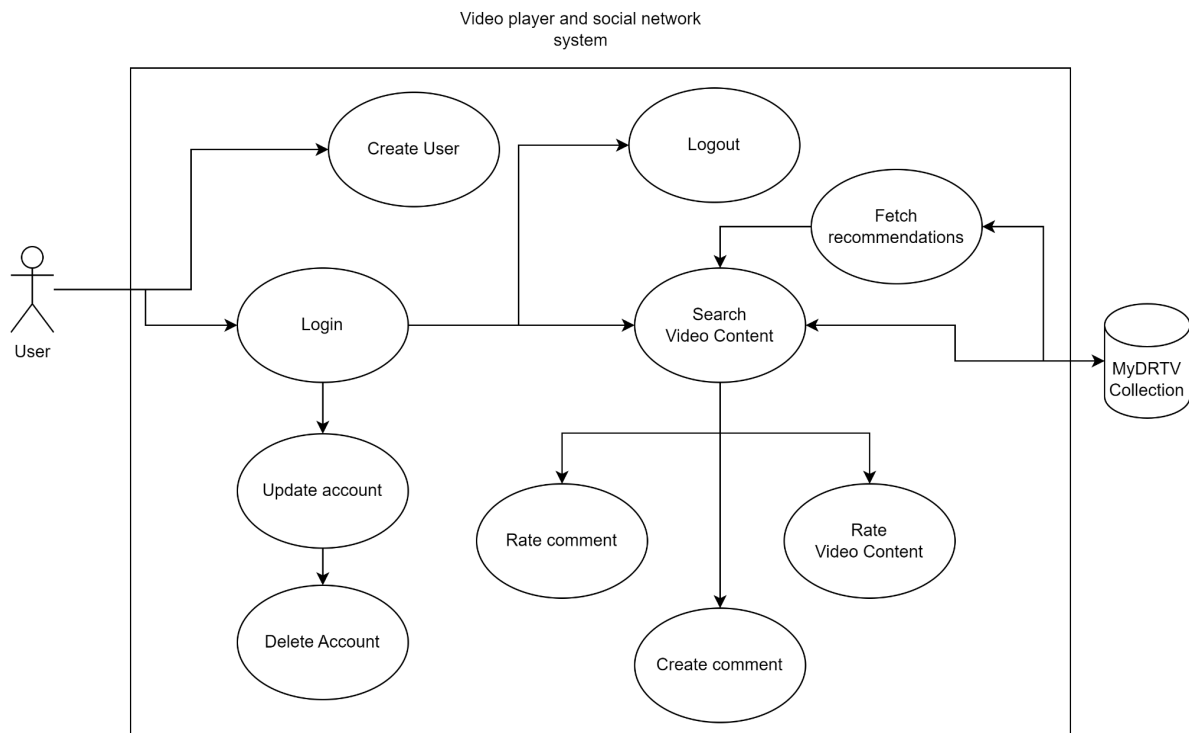 Video player and social network
system
Create User
Logout
Fetch
recommendations
User
Login
Search
Video Content
MyDRTV
Collection
Update account
Rate comment
Rate
Video Content
Delete Account
Create comment